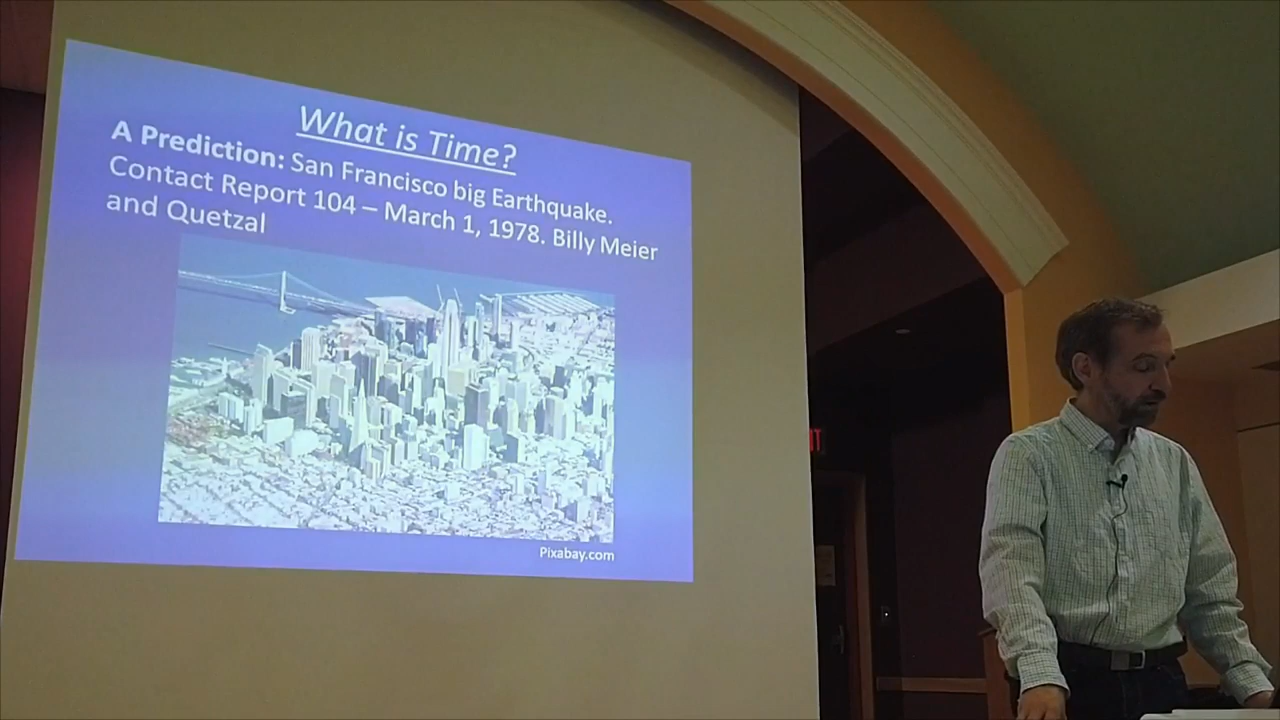 What is Time?
A Prediction: San Francisco big Earthquake.
Contact Report 104 – March 1, 1978. Billy Meier
and Quetzal
Pixabay.com